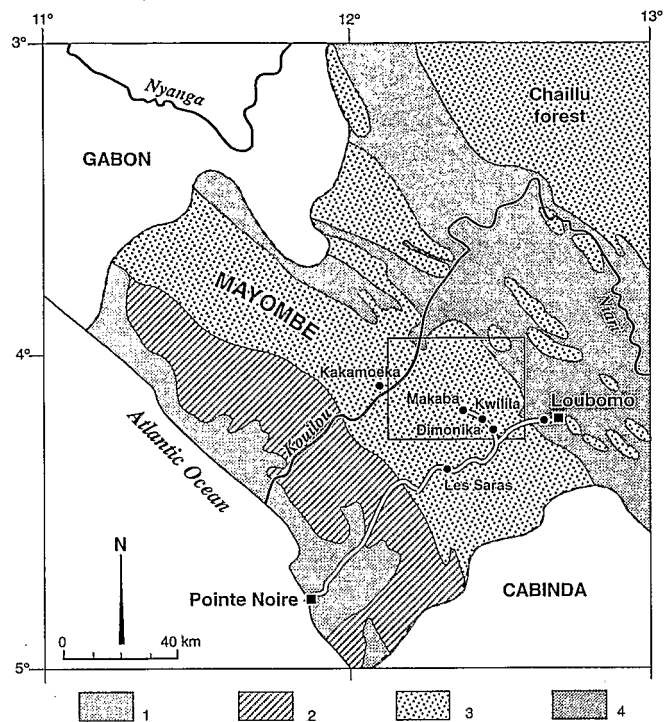 11°
12°
13°
3°
Nyanga
Chaillu
forest
GABON
MAYOMBE
Niari
4°
Kakamoeka
Makaba
Kwilila
Loubomo
Dimonika
Kouilou
Les Saras
Atlantic Ocean
N
Pointe Noire
CABINDA
0
40 km
5°
1
2
3
4